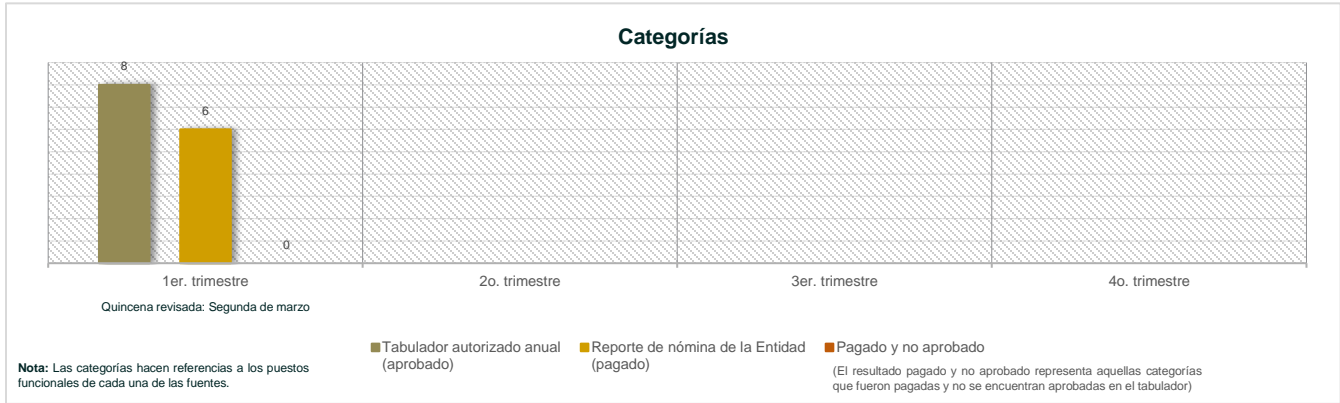 Categorías
8
6
0
1er. trimestre
2o. trimestre
3er. trimestre
4o. trimestre
Quincena revisada: Segunda de marzo
Tabulador autorizado anual
(aprobado)
Reporte de nómina de la Entidad
(pagado)
Pagado y no aprobado
(El resultado pagado y no aprobado representa aquellas categorías
que fueron pagadas y no se encuentran aprobadas en el tabulador)
Nota: Las categorías hacen referencias a los puestos
funcionales de cada una de las fuentes.